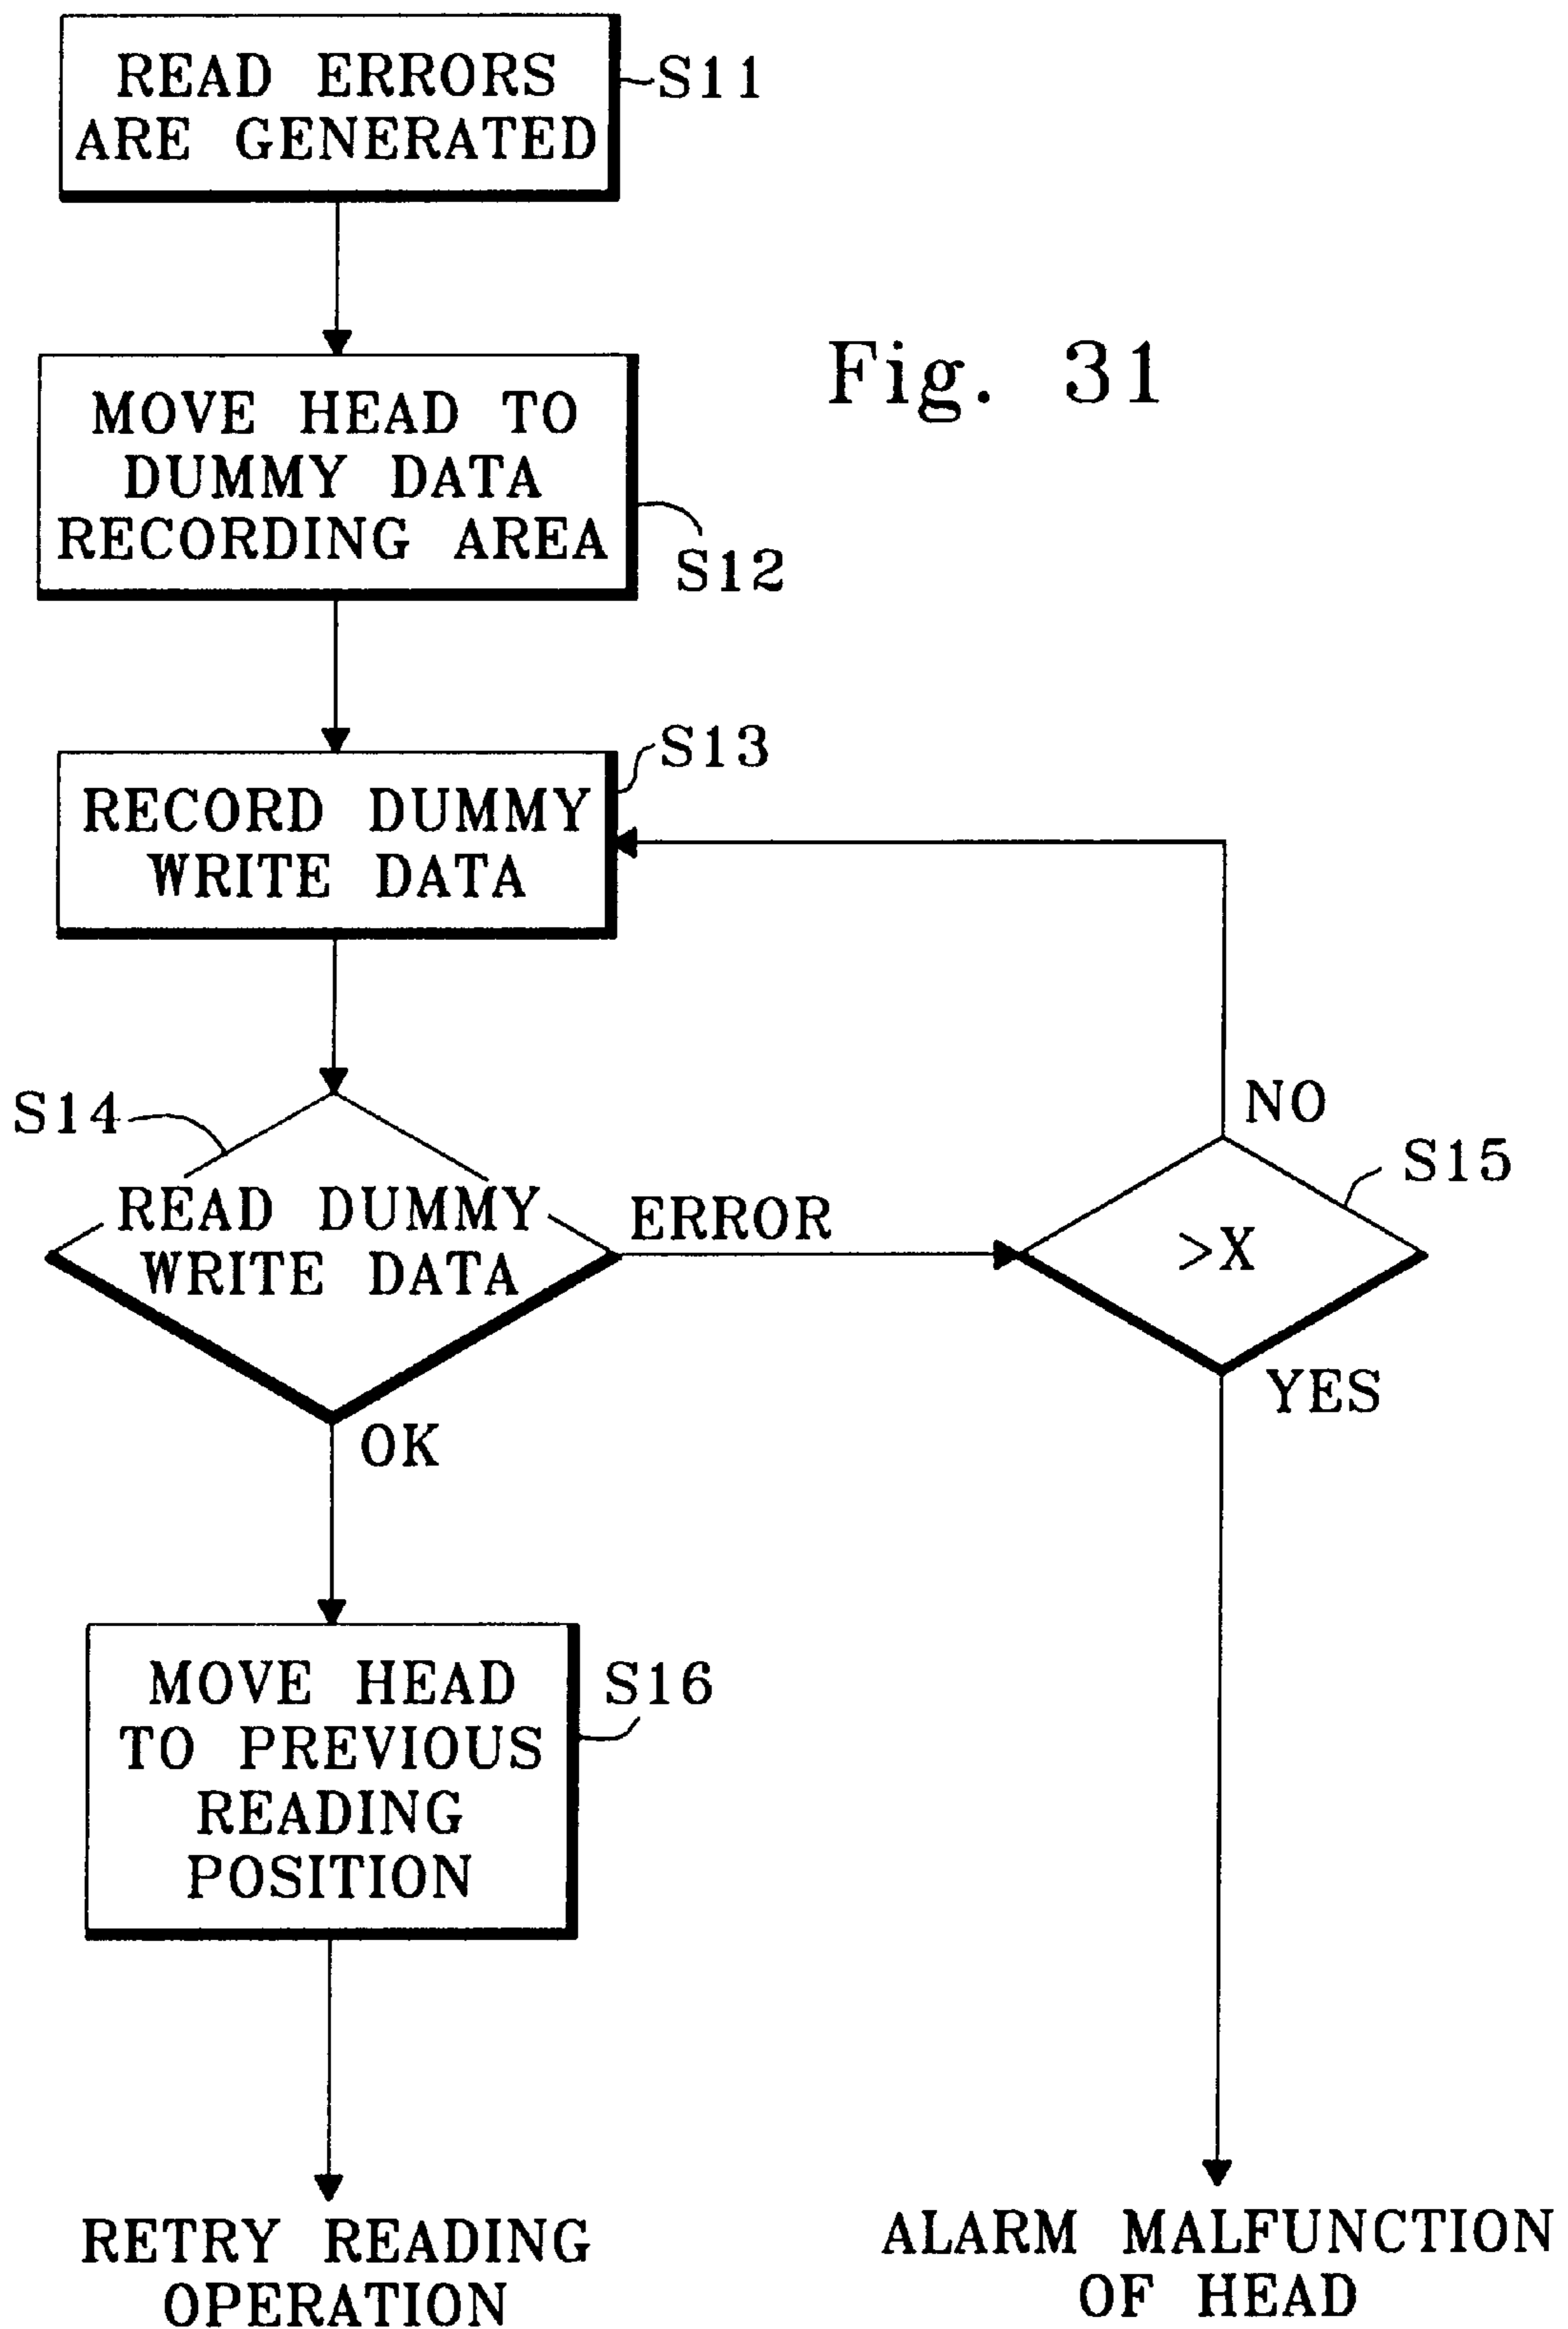 READ ERRORS
ARE GENERATED
S11
Fig. 31
MOVE HEAD TO
DUMMY DATA
RECORDING AREA
S12
S13
RECORD DUMMY
WRITE DATA
S14
READ DUMMY
WRITE DATA
ERROR
NO
S15
>X
YES
OK
MOVE HEAD
TO PREVIOUS
READING
POSITION
S16
RETRY READING
OPERATION
ALARM MALFUNCTION
OF HEAD